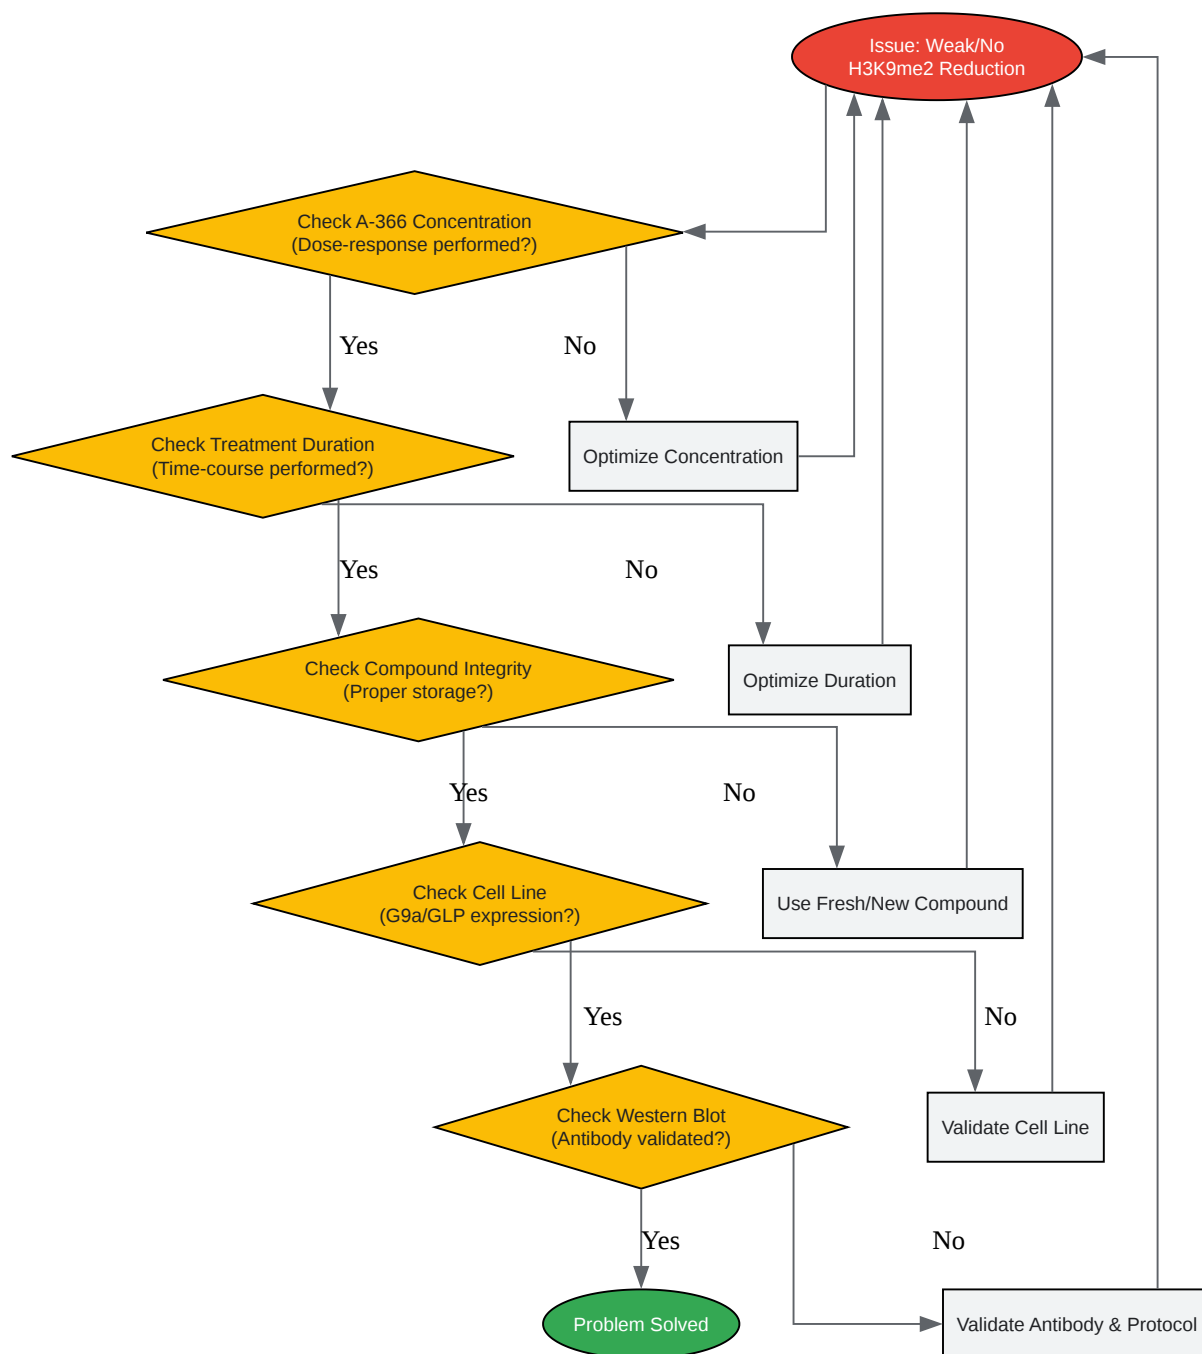 Issue: Weak/No
H3K9me2 Reduction
Check A-366 Concentration
(Dose-response performed?)
Yes
No
Check Treatment Duration
(Time-course performed?)
Optimize Concentration
Yes
No
Check Compound Integrity
(Proper storage?)
Optimize Duration
Yes
No
Check Cell Line
(G9a/GLP expression?)
Use Fresh/New Compound
Yes
No
Check Western Blot
(Antibody validated?)
Validate Cell Line
Yes
No
Problem Solved
Validate Antibody & Protocol